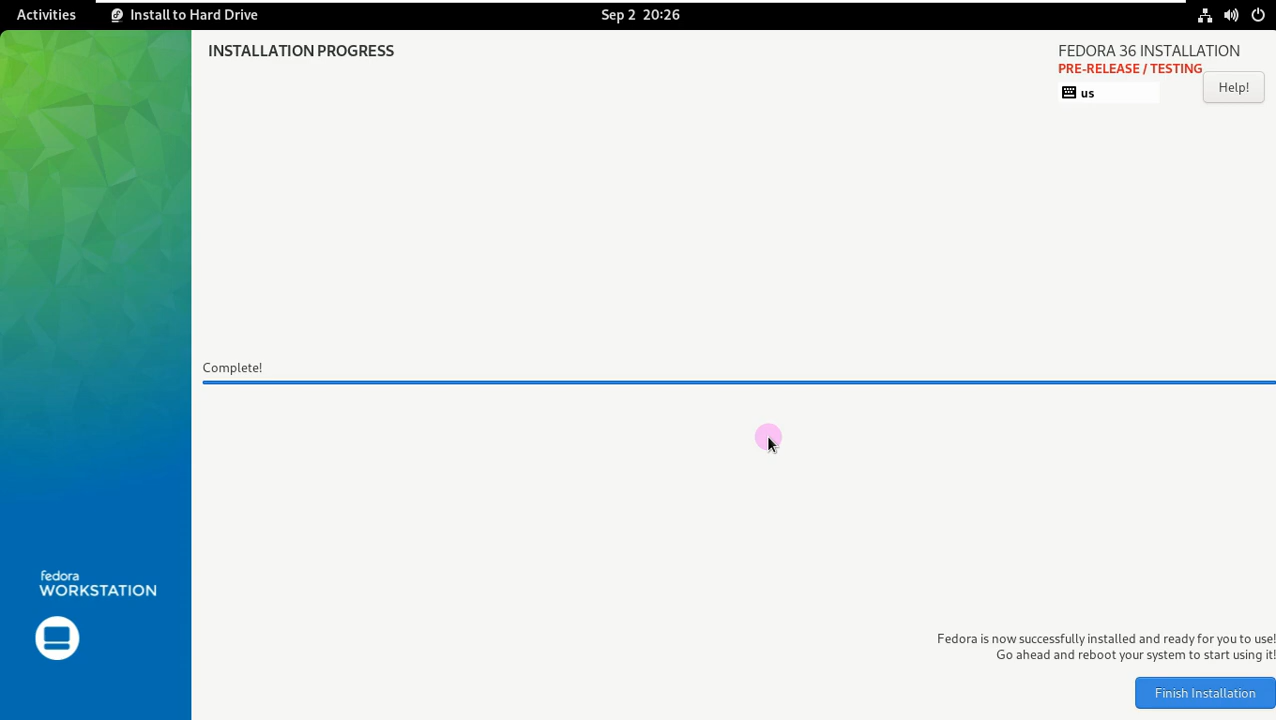 Activities
Install to Hard Drive
Sep 2 20:26
INSTALLATION PROGRESS
FEDORA 36 INSTALLATION
PRE-RELEASE / TESTING
us
Help!
Complete!
fedora
WORKSTATION
Fedora is now successfully installed and ready for you to use!
Go ahead and reboot your system to start using it!
Finish Installation